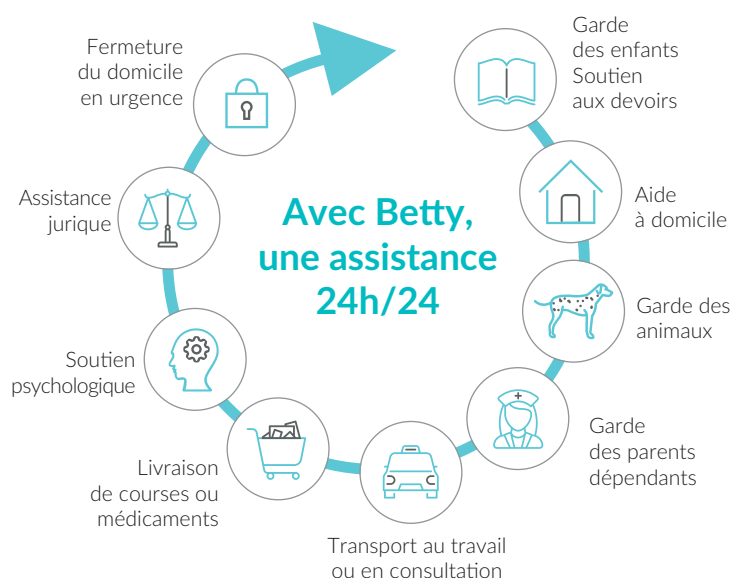 Garde
des enfants
Soutien
aux devoirs
Aide
à domicile
Garde des
animaux
Garde
des parents
dépendants
Transport au travail
ou en consultation
Livraison
de courses ou
médicaments
Soutien
psychologique
Assistance
jurique
Fermeture
du domicile
en urgence
Avec Betty,
une assistance
24h/24